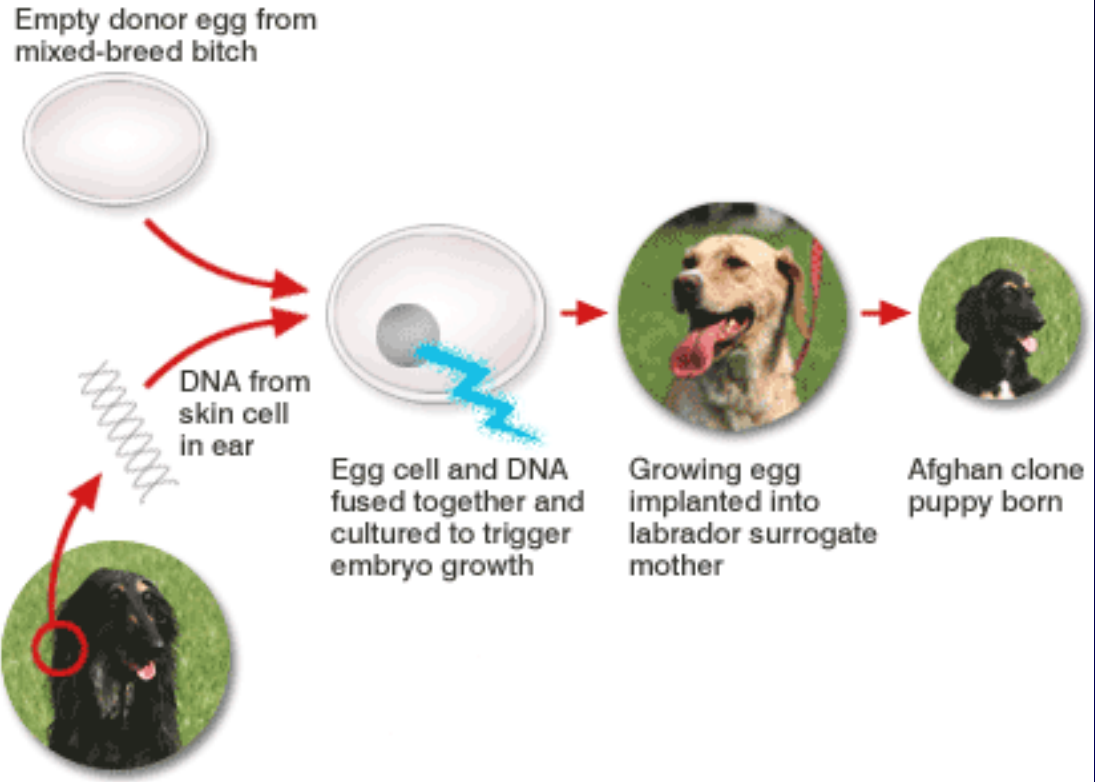 Empty donor egg from
mixed-breed bitch
DNA from
skin cell
in ear
Egg cell and DNA
fused together and
cultured to trigger
embryo growth
Growing egg
implanted into
labrador surrogate
mother
Afghan clone
puppy born